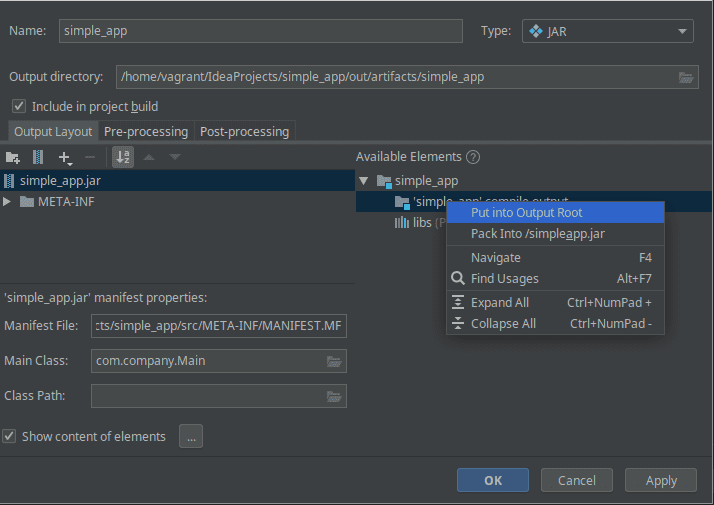 Name: simple_app Type: JAR
Output directory: /home/vagrant/IdeaProjects/simple_app/out/artifacts/simple_app
Include in project build
Output Layout Pre-processing Post-processing
Available Elements ?
a z
simple_app.jar
META-INF
simple_app
'simple_app' compile output
libs (P
Put into Output Root
Pack Into /simpleapp.jar
Navigate F4
Find Usages Alt+F7
Expand All Ctrl+NumPad +
Collapse All Ctrl+NumPad -
'simple_app.jar' manifest properties:
Manifest File: cts/simple_app/src/META-INF/MANIFEST.MF
Main Class: com.company.Main
Class Path:
Show content of elements ...
OK Cancel Apply